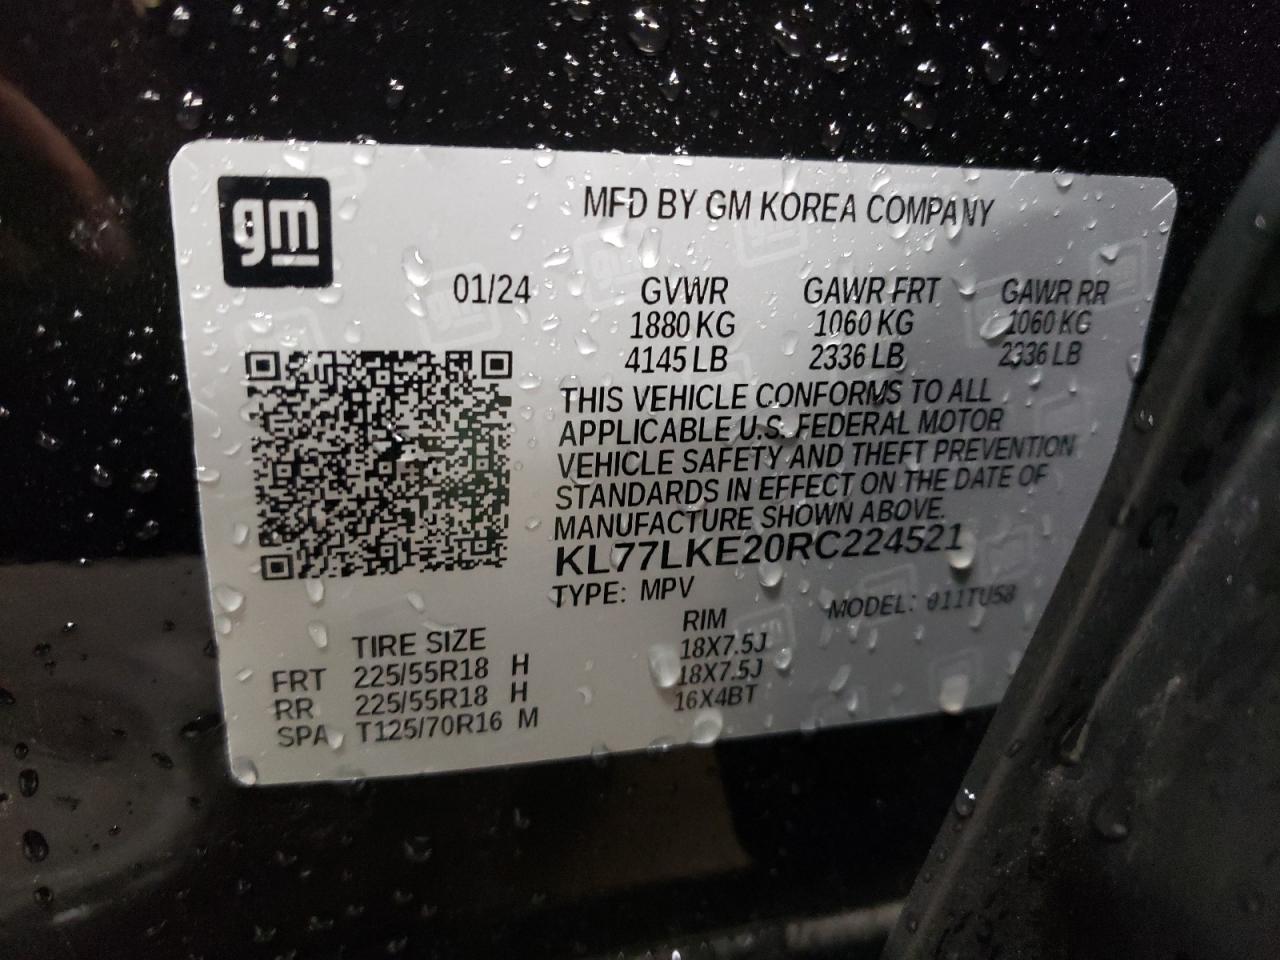 gm
MFD BY GM KOREA COMPANY
01/24 GVWR GAWR FRT GAWR RR
1880 KG 1060 KG 1060 KG
4145 LB 2336 LB 2336 LB
THIS VEHICLE CONFORMS TO ALL
APPLICABLE U.S. FEDERAL MOTOR
VEHICLE SAFETY AND THEFT PREVENTION
STANDARDS IN EFFECT ON THE DATE OF
MANUFACTURE SHOWN ABOVE.
KL77LKE20RC224521
TYPE: MPV MODEL: 011TU58
TIRE SIZE RIM
FRT 225/55R18 H 18X7.5J
RR 225/55R18 H 18X7.5J
SPA T125/70R16 M 16X4BT